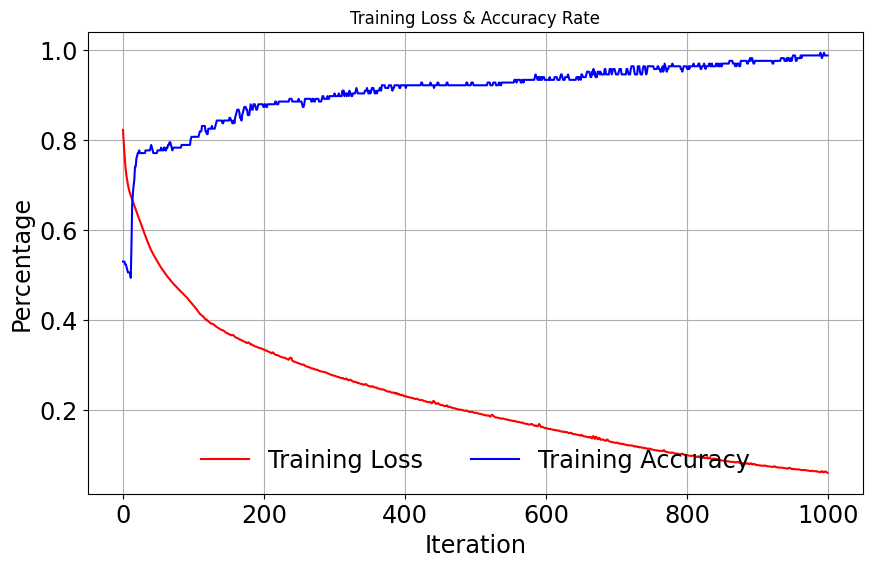 Training Loss & Accuracy Rate
Percentage
1.0
0.8
0.6
0.4
0.2
Training Loss
Training Accuracy
0 200 400 600 800 1000
Iteration